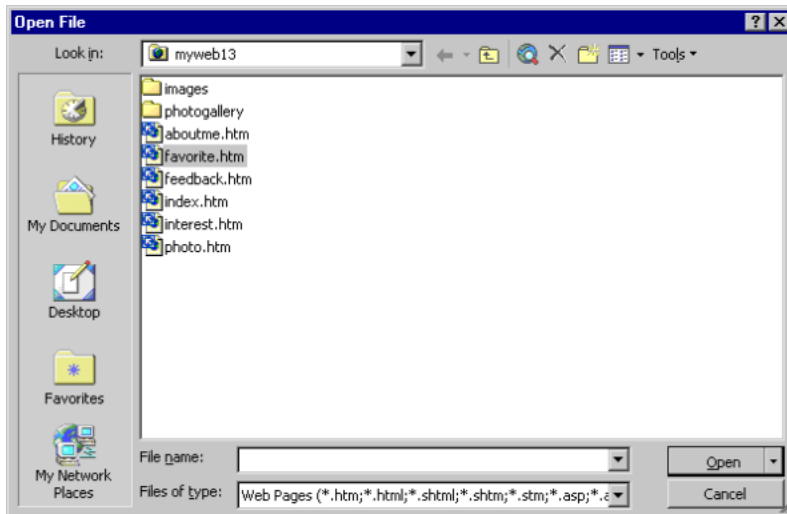 Open File
Look in:
myweb13
Tools
History
My Documents
Desktop
Favorites
My Network
Places
images
photogallery
aboutme.htm
favorite.htm
feedback.htm
index.htm
interest.htm
photo.htm
File name:
Open
Files of type:
Web Pages (*.htm;*.html;*.shtml;*.shtm;*.stm;*.asp;*.a
Cancel